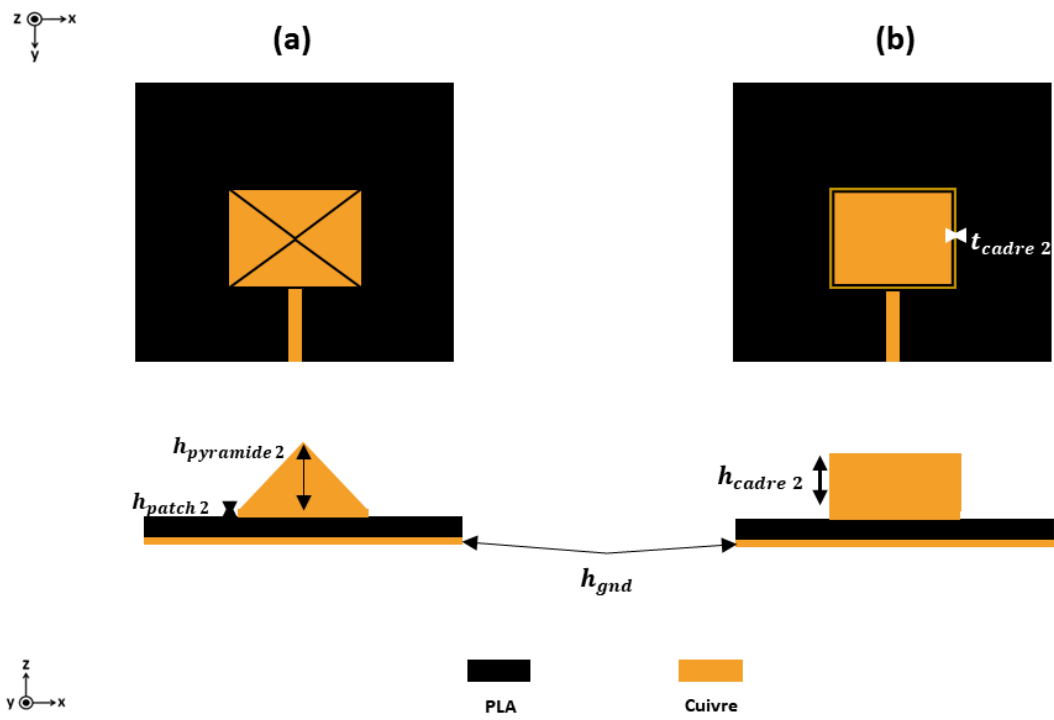 z x
y
(a)
(b)
t_cadre 2
h_pyramide 2
h_patch 2
h_cadre 2
h_gnd
z
y x
PLA
Cuivre